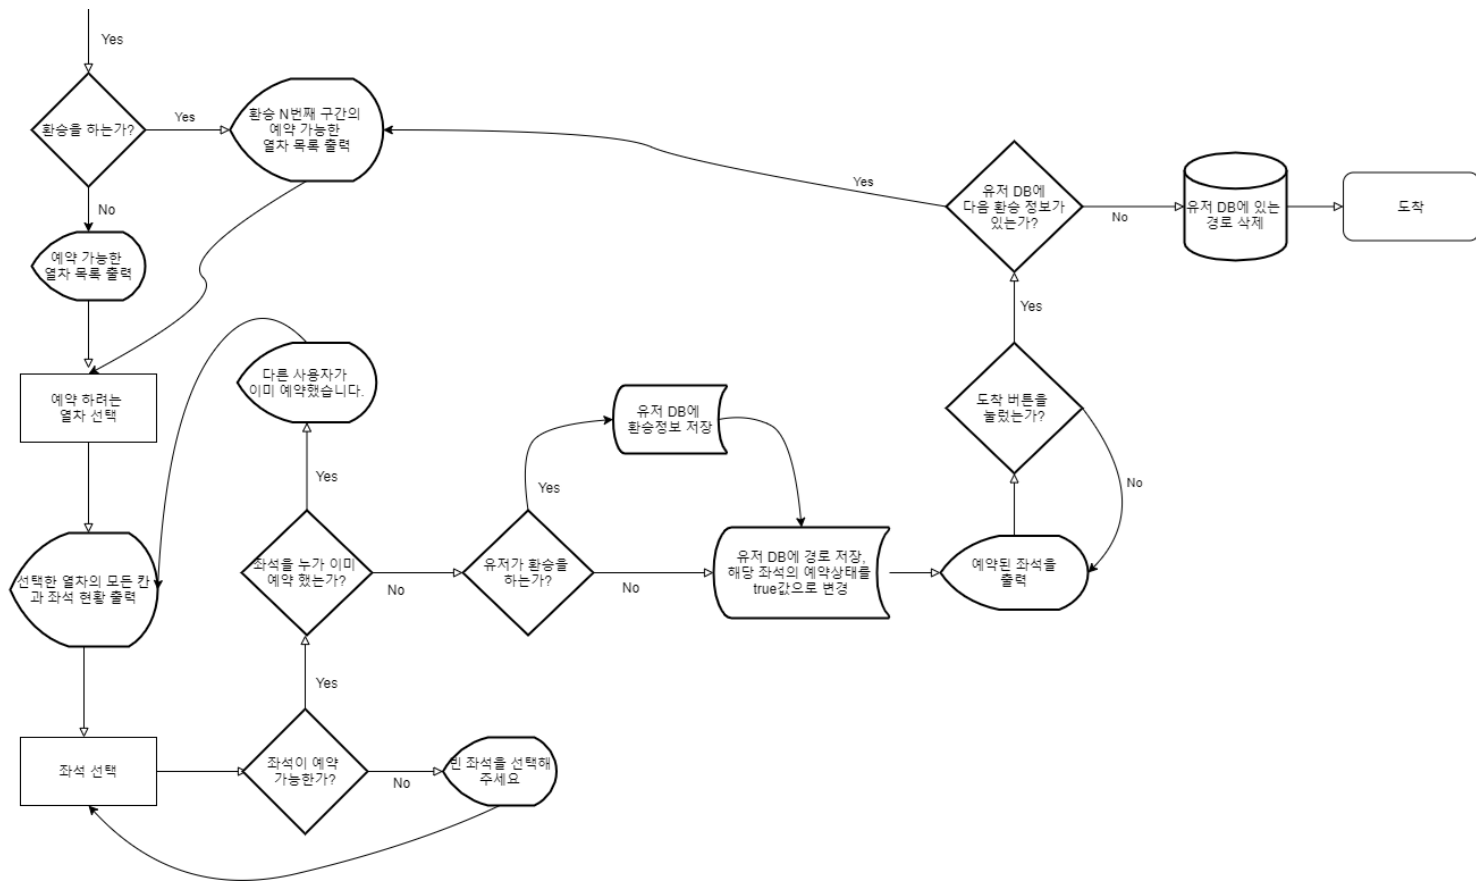 Yes
환승을 하는가?
Yes
환승 N번째 구간의
예약 가능한
열차 목록 출력
No
예약 가능한
열차 목록 출력
예약 하려는
열차 선택
선택한 열차의 모든 칸
과 좌석 현황 출력
좌석 선택
좌석이 예약
가능한가?
No
빈 좌석을 선택해
주세요
Yes
좌석을 누가 이미
예약 했는가?
Yes
다른 사용자가
이미 예약했습니다.
No
유저가 환승을
하는가?
Yes
유저 DB에
환승정보 저장
No
유저 DB에 경로 저장,
해당 좌석의 예약상태를
true값으로 변경
예약된 좌석을
출력
도착 버튼을
눌렀는가?
No
Yes
유저 DB에
다음 환승 정보가
있는가?
Yes
No
유저 DB에 있는
경로 삭제
도착